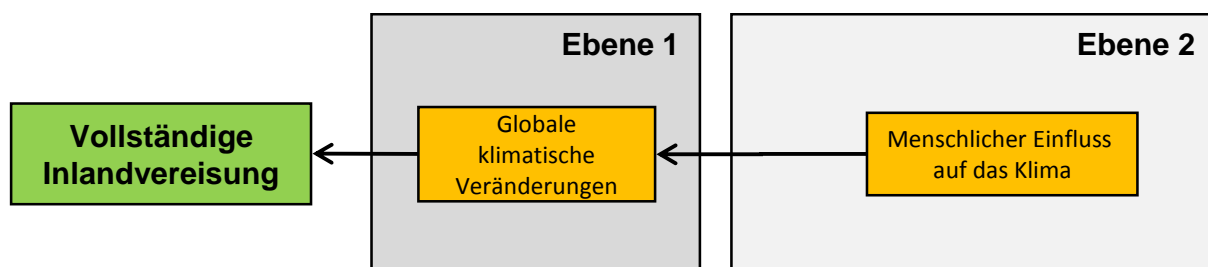 Ebene 1
Ebene 2
Vollständige
Inlandvereisung
Globale
klimatische
Veränderungen
Menschlicher Einfluss
auf das Klima